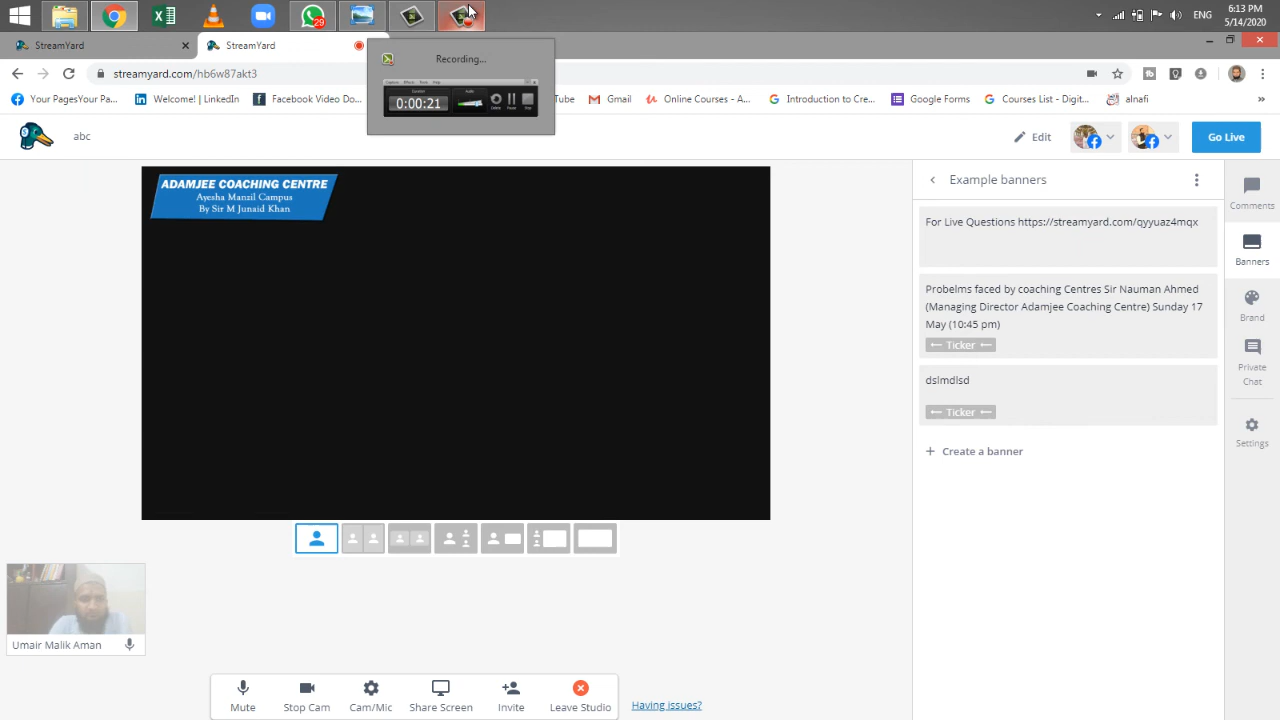 29
ENG
6:13 PM
5/14/2020
StreamYard
StreamYard
Recording...
streamyard.com/hb6w87akt3
0:00:21
Your PagesYour Pa...
Welcome! | LinkedIn
Facebook Video Do...
Tube
Gmail
Online Courses - A...
introduction to Co...
Google Forms
Courses List - Digit...
alnafi
abc
Edit
Go Live
ADAMJEE COACHING CENTRE
Ayesha Manzil Campus
By Sir M Junaid Khan
Example banners
For Live Questions https://streamyard.com/qyyuaz4mqx
Probelms faced by coaching Centres Sir Nauman Ahmed
(Managing Director Adamjee Coaching Centre) Sunday 17
May (10:45 pm)
Ticker
dslmdlsd
Ticker
+ Create a banner
Comments
Banners
Brand
Private
Chat
Settings
Umair Malik Aman
Mute
Stop Cam
Cam/Mic
Share Screen
Invite
Leave Studio
Having issues?